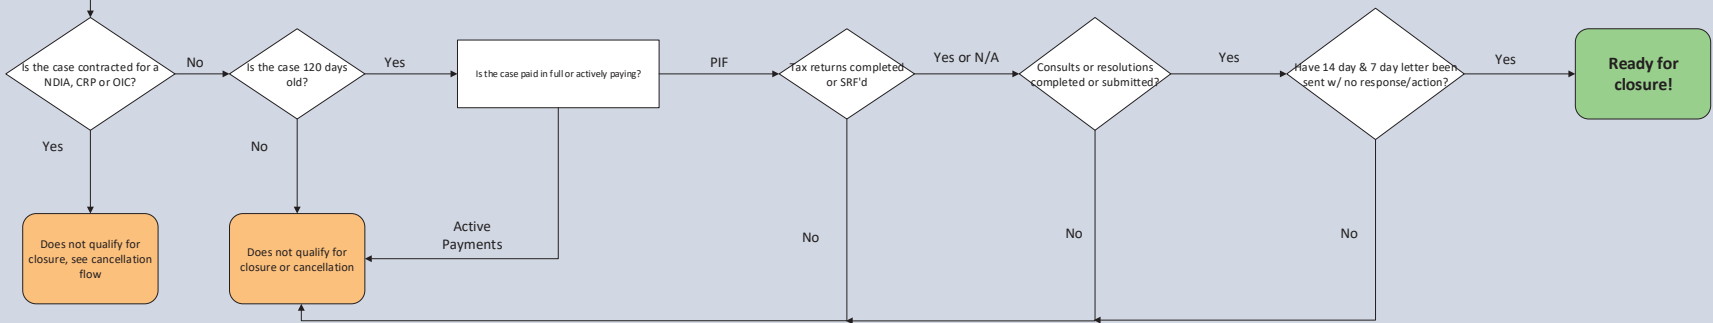 Is the case contracted for a
NDIA, CRP or OIC?
No
Yes
Does not qualify for
closure, see cancellation
flow
Is the case 120 days
old?
Yes
No
Does not qualify for
closure or cancellation
Is the case paid in full or actively paying?
Active
Payments
PIF
Tax returns completed
or SRF'd
Yes or N/A
No
Consults or resolutions
completed or submitted?
Yes
No
Have 14 day & 7 day letter been
sent w/ no response/action?
Yes
No
Ready for
closure!